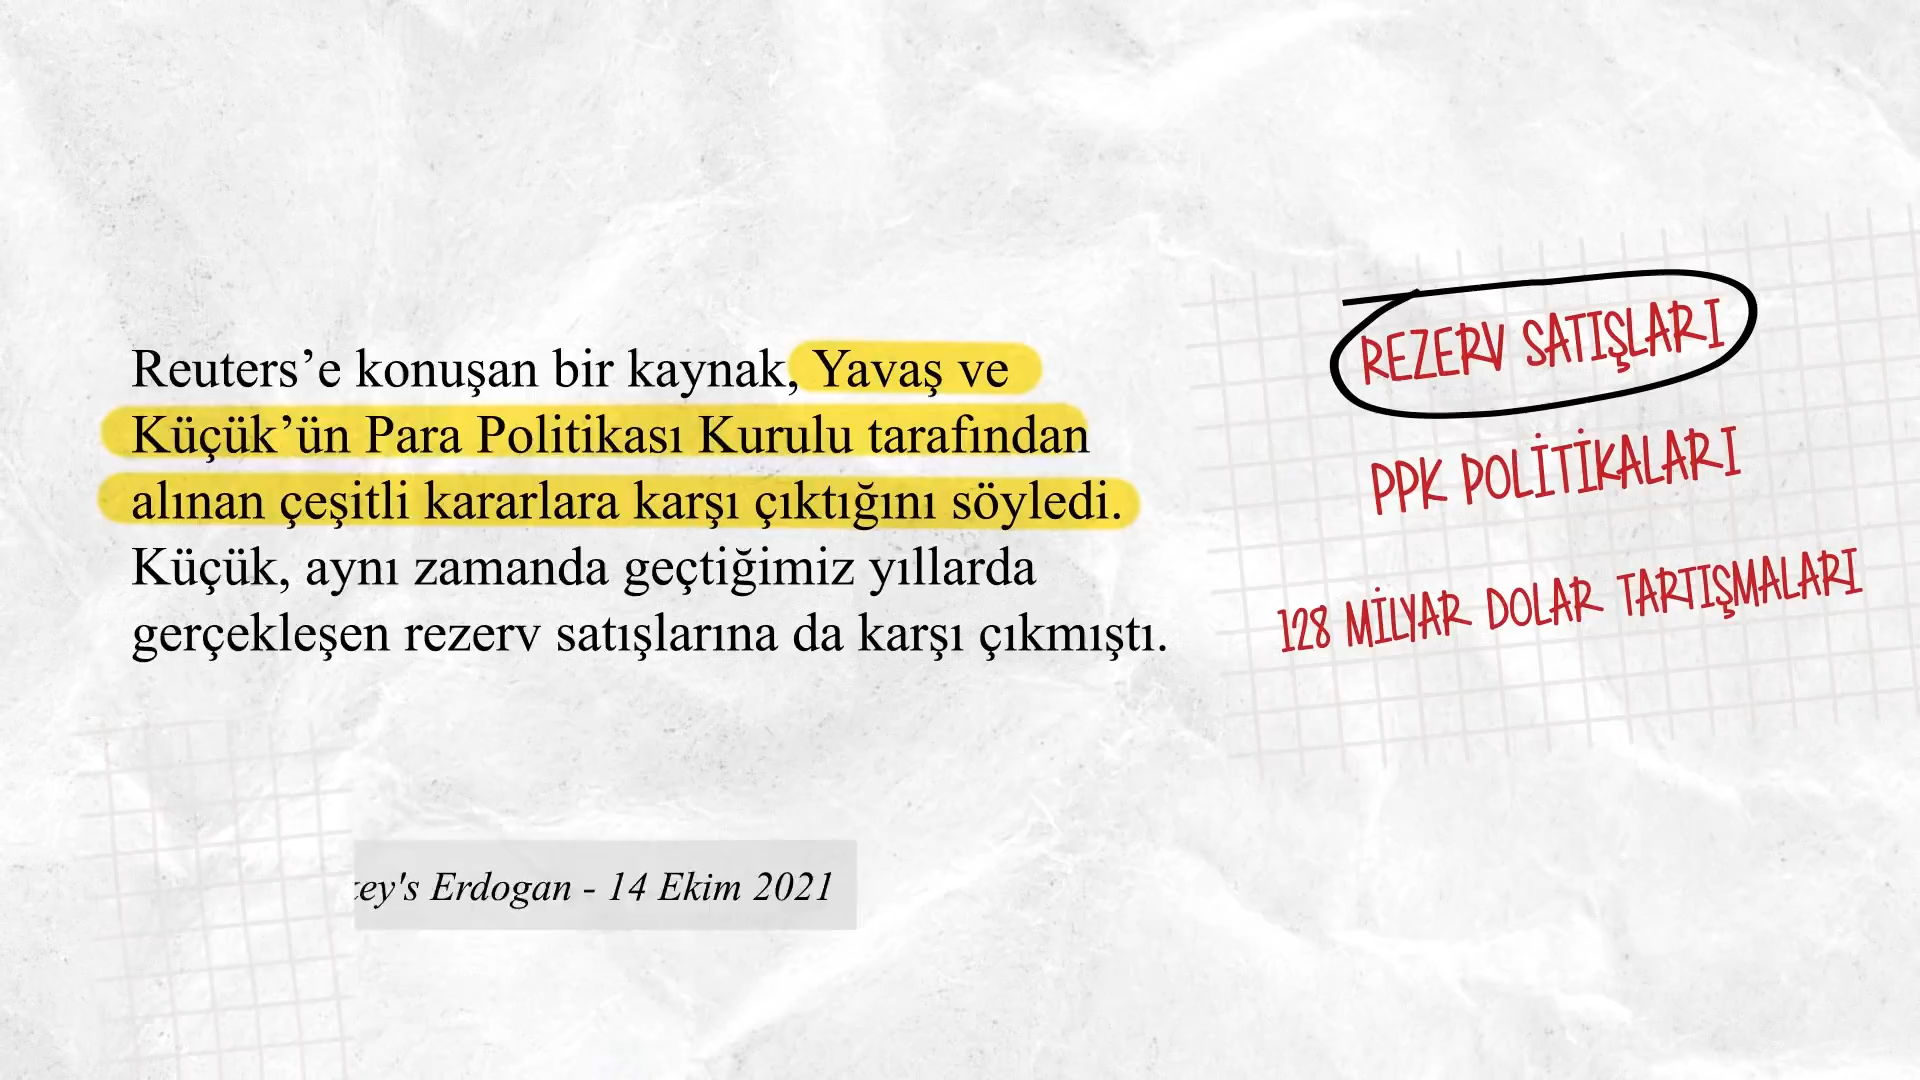 Reuters’e konuşan bir kaynak, Yavaş ve
Küçük’ün Para Politikası Kurulu tarafından
alınan çeşitli kararlara karşı çıktığını söyledi.
Küçük, aynı zamanda geçtiğimiz yıllarda
gerçekleşen rezerv satışlarına da karşı çıkmıştı.
REZERV SATIŞLARI
PPK POLİTİKALARI
128 MİLYAR DOLAR TARTIŞMALARI
Erdogan - 14 Ekim 2021